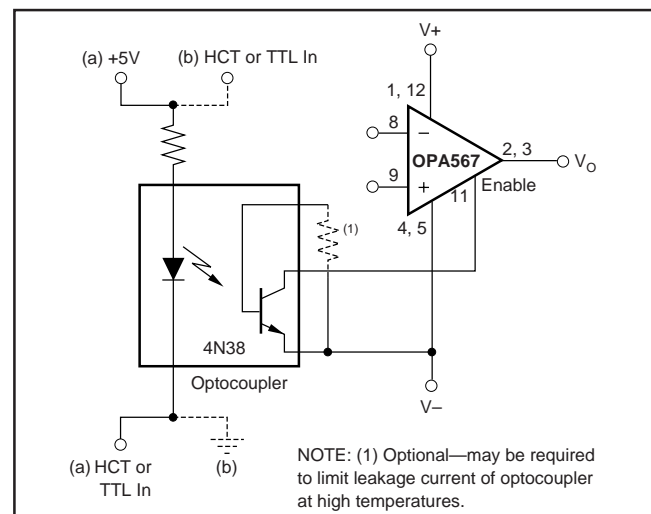 V+
(a) +5V
(b) HCT or TTL In
1, 12
8
−
OPA567
2, 3
V_O
9
+
Enable
11
4, 5
(1)
4N38
Optocoupler
V–
(a) HCT or
TTL In
(b)
NOTE: (1) Optional—may be required
to limit leakage current of optocoupler
at high temperatures.